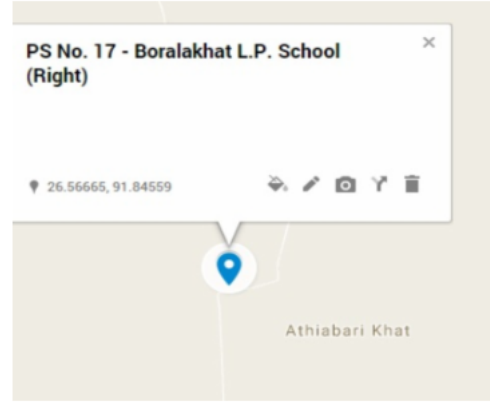 PS No. 17 - Boralakhat L.P. School
(Right)
26.56665, 91.84559
Athiabari Khat